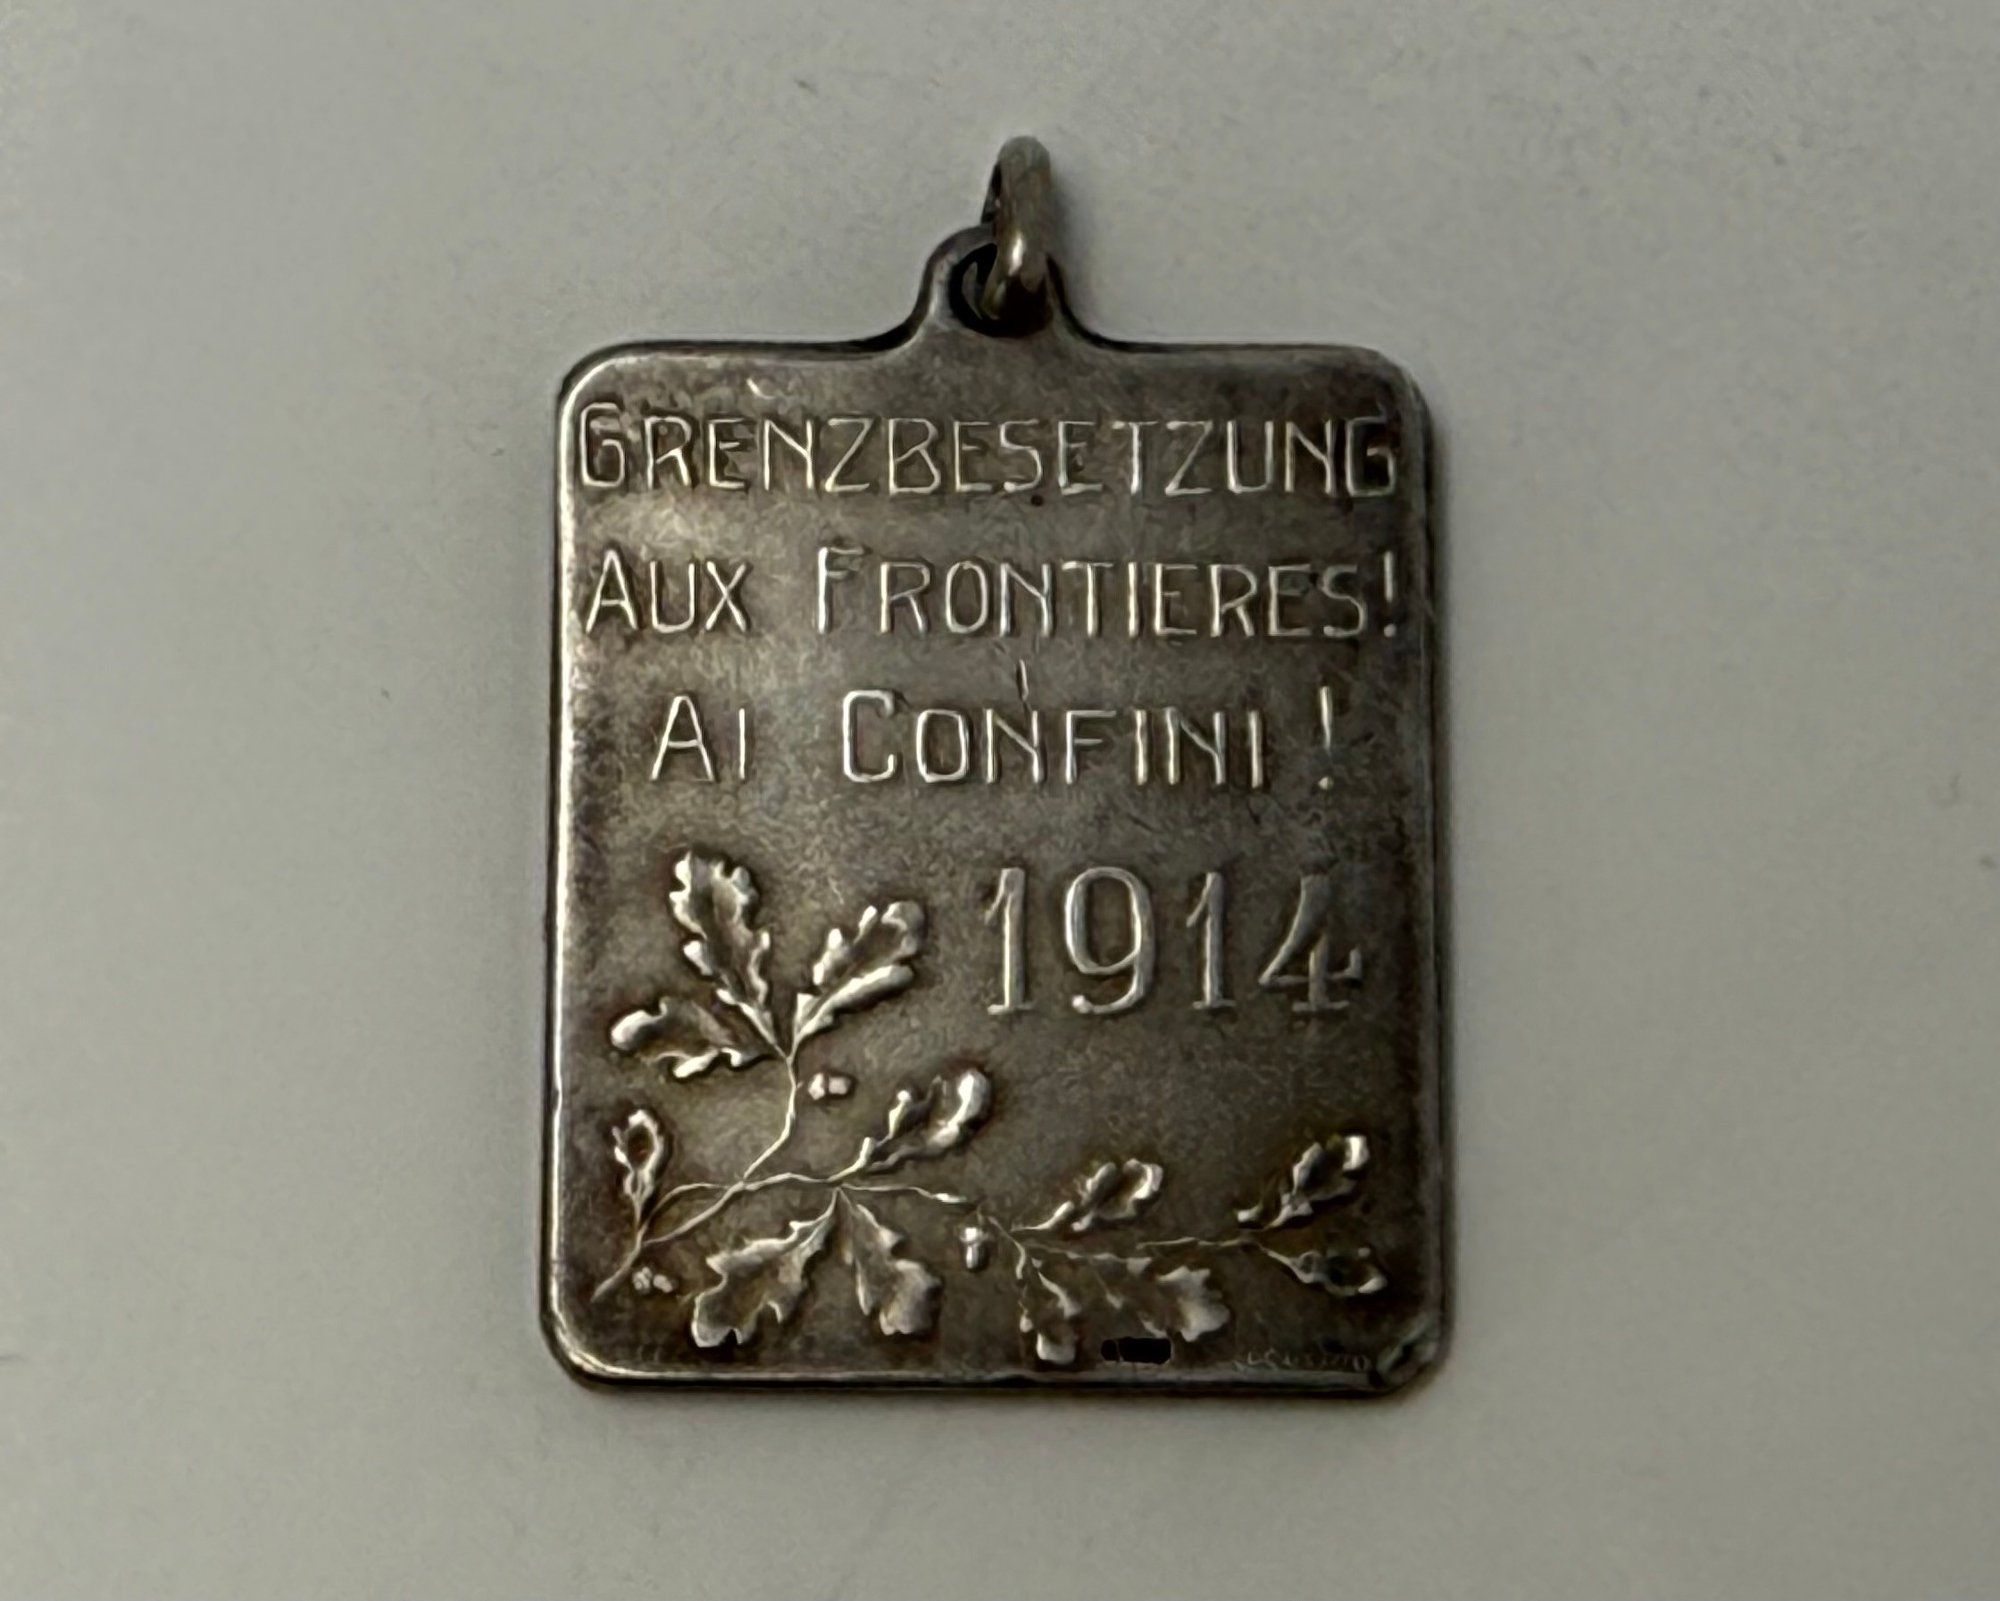 GRENZBESETZUNG
AUX FRONTIERES!
AI CONFINI!
1914